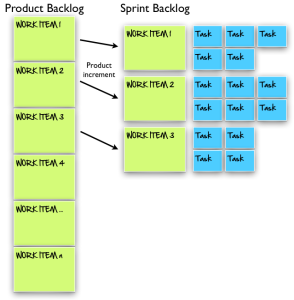 Product Backlog
WORK ITEM 1
WORK ITEM 2
WORK ITEM 3
WORK ITEM 4
WORK ITEM ...
WORK ITEM n
Product
increment
Sprint Backlog
WORK ITEM 1
Task Task Task
Task Task
WORK ITEM 2
Task Task Task
Task Task Task
WORK ITEM 3
Task Task
Task Task